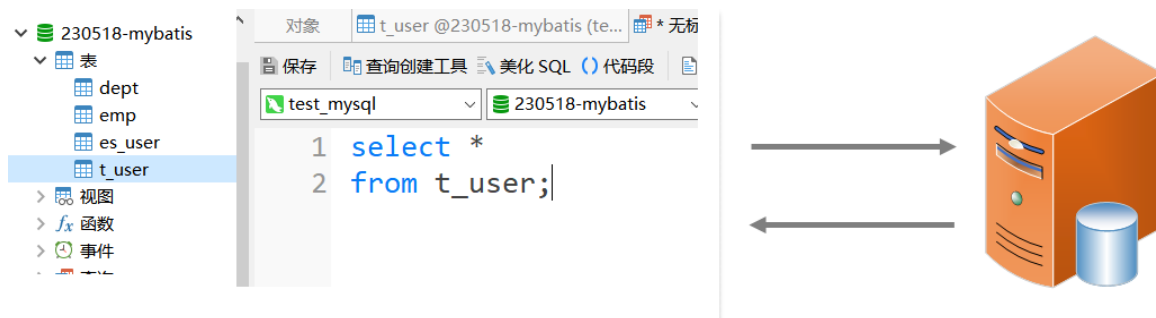 230518-mybatis
表
dept
emp
es_user
t_user
视图
fx 函数
事件
对象
t_user @230518-mybatis (te...
* 无标
保存
查询创建工具
美化 SQL
() 代码段
test_mysql
230518-mybatis
1 select *
2 from t_user;